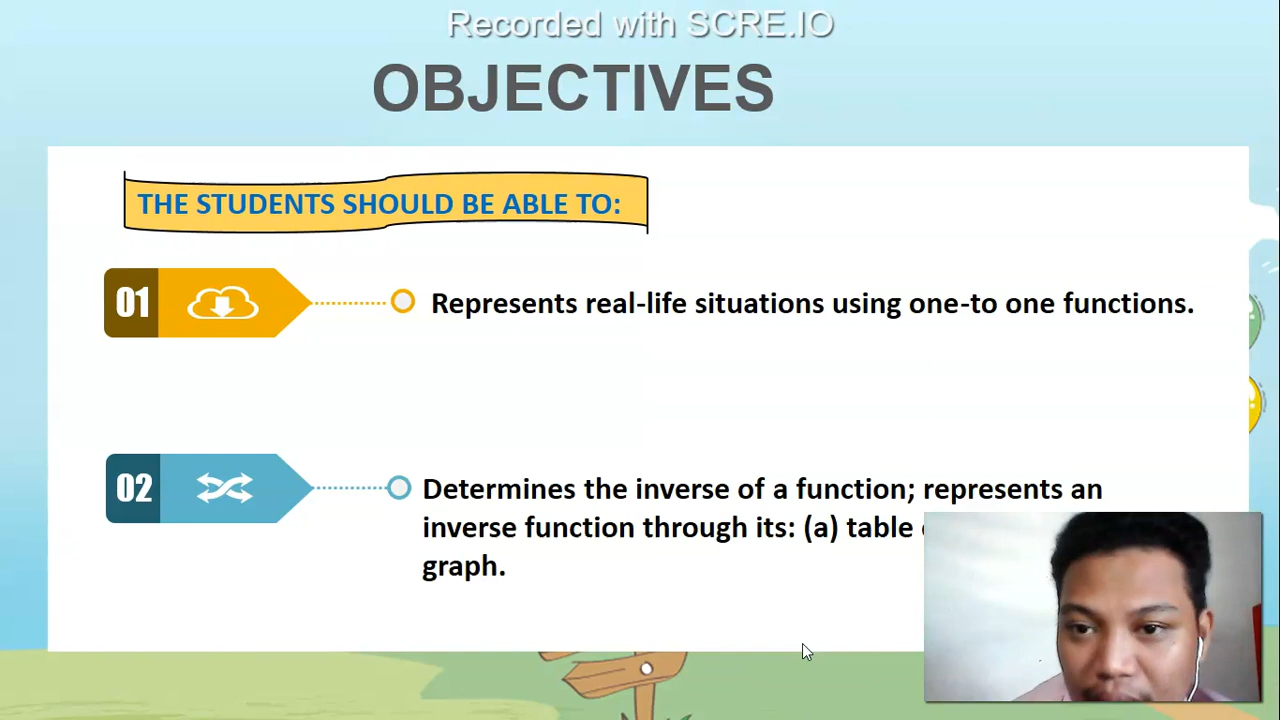 Recorded with SCRE.IO
OBJECTIVES
THE STUDENTS SHOULD BE ABLE TO:
01
Represents real-life situations using one-to one functions.
02
Determines the inverse of a function; represents an
inverse function through its: (a) table
graph.